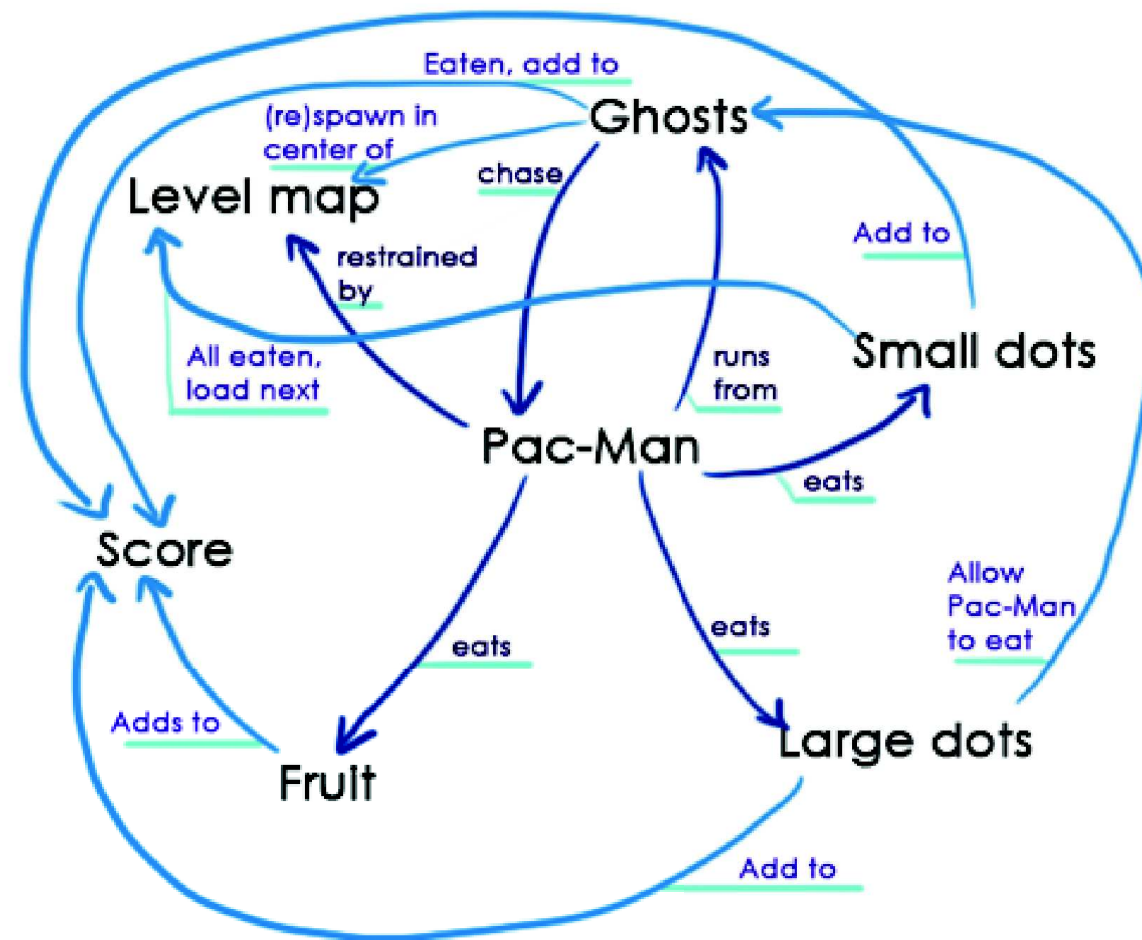 Eaten, add to
Ghosts
(re)spawn in
center of
chase
Level map
Add to
restrained
by
Small dots
All eaten,
load next
runs
from
Pac-Man
eats
Score
Allow
Pac-Man
to eat
eats
eats
Adds to
Large dots
Fruit
Add to